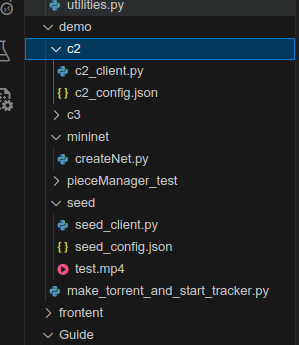 utilities.py
demo
c2
c2_client.py
{} c2_config.json
c3
mininet
createNet.py
pieceManager_test
seed
seed_client.py
{} seed_config.json
test.mp4
make_torrent_and_start_tracker.py
frontent
Guide